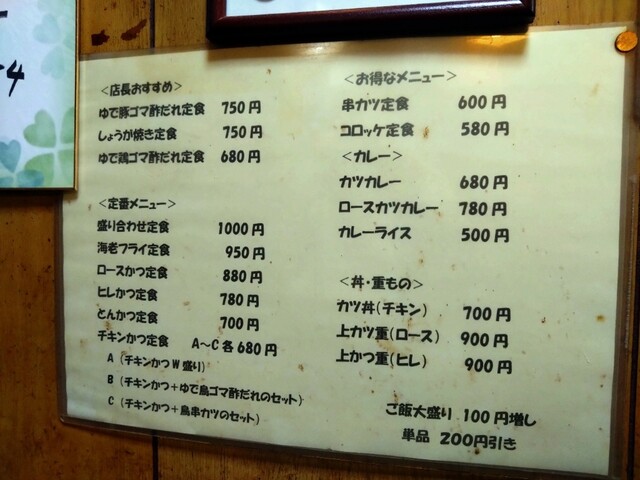 ＜店長おすすめ＞
ゆで豚ゴマ酢だれ定食 750円
しょうが焼き定食 750円
ゆで鶏ゴマ酢だれ定食 680円
＜定番メニュー＞
盛り合わせ定食 1000円
海老フライ定食 950円
ロースかつ定食 880円
ヒレかつ定食 780円
とんかつ定食 700円
チキンかつ定食 A～C各680円
A（チキンかつW盛り）
B（チキンかつ+ゆで鳥ゴマ酢だれのセット）
C（チキンかつ+鳥串カツのセット）
＜お得なメニュー＞
串カツ定食 600円
コロッケ定食 580円
＜カレー＞
カツカレー 680円
ロースカツカレー 780円
カレーライス 500円
＜丼・重もの＞
カツ丼(チキン) 700円
上カツ重(ロース) 900円
上かつ重(ヒレ) 900円
ご飯大盛り 100円増し
単品 200円引き